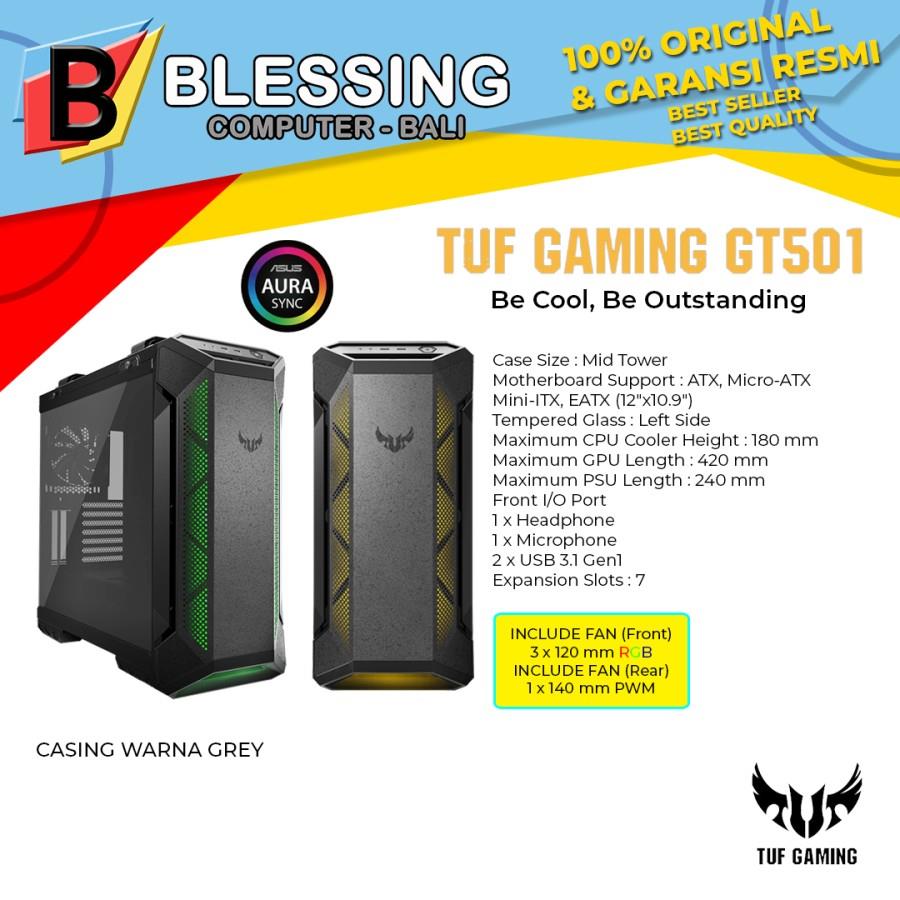 B
BLESSING
COMPUTER - BALI
100% ORIGINAL
& GARANSI RESMI
BEST SELLER
BEST QUALITY
TUF GAMING GT501
Be Cool, Be Outstanding
ASUS
AURA
SYNC
Case Size : Mid Tower
Motherboard Support : ATX, Micro-ATX
Mini-ITX, EATX (12"x10.9")
Tempered Glass : Left Side
Maximum CPU Cooler Height : 180 mm
Maximum GPU Length : 420 mm
Maximum PSU Length : 240 mm
Front I/O Port
1 x Headphone
1 x Microphone
2 x USB 3.1 Gen1
Expansion Slots : 7
INCLUDE FAN (Front)
3 x 120 mm RGB
INCLUDE FAN (Rear)
1 x 140 mm PWM
CASING WARNA GREY
TUF GAMING